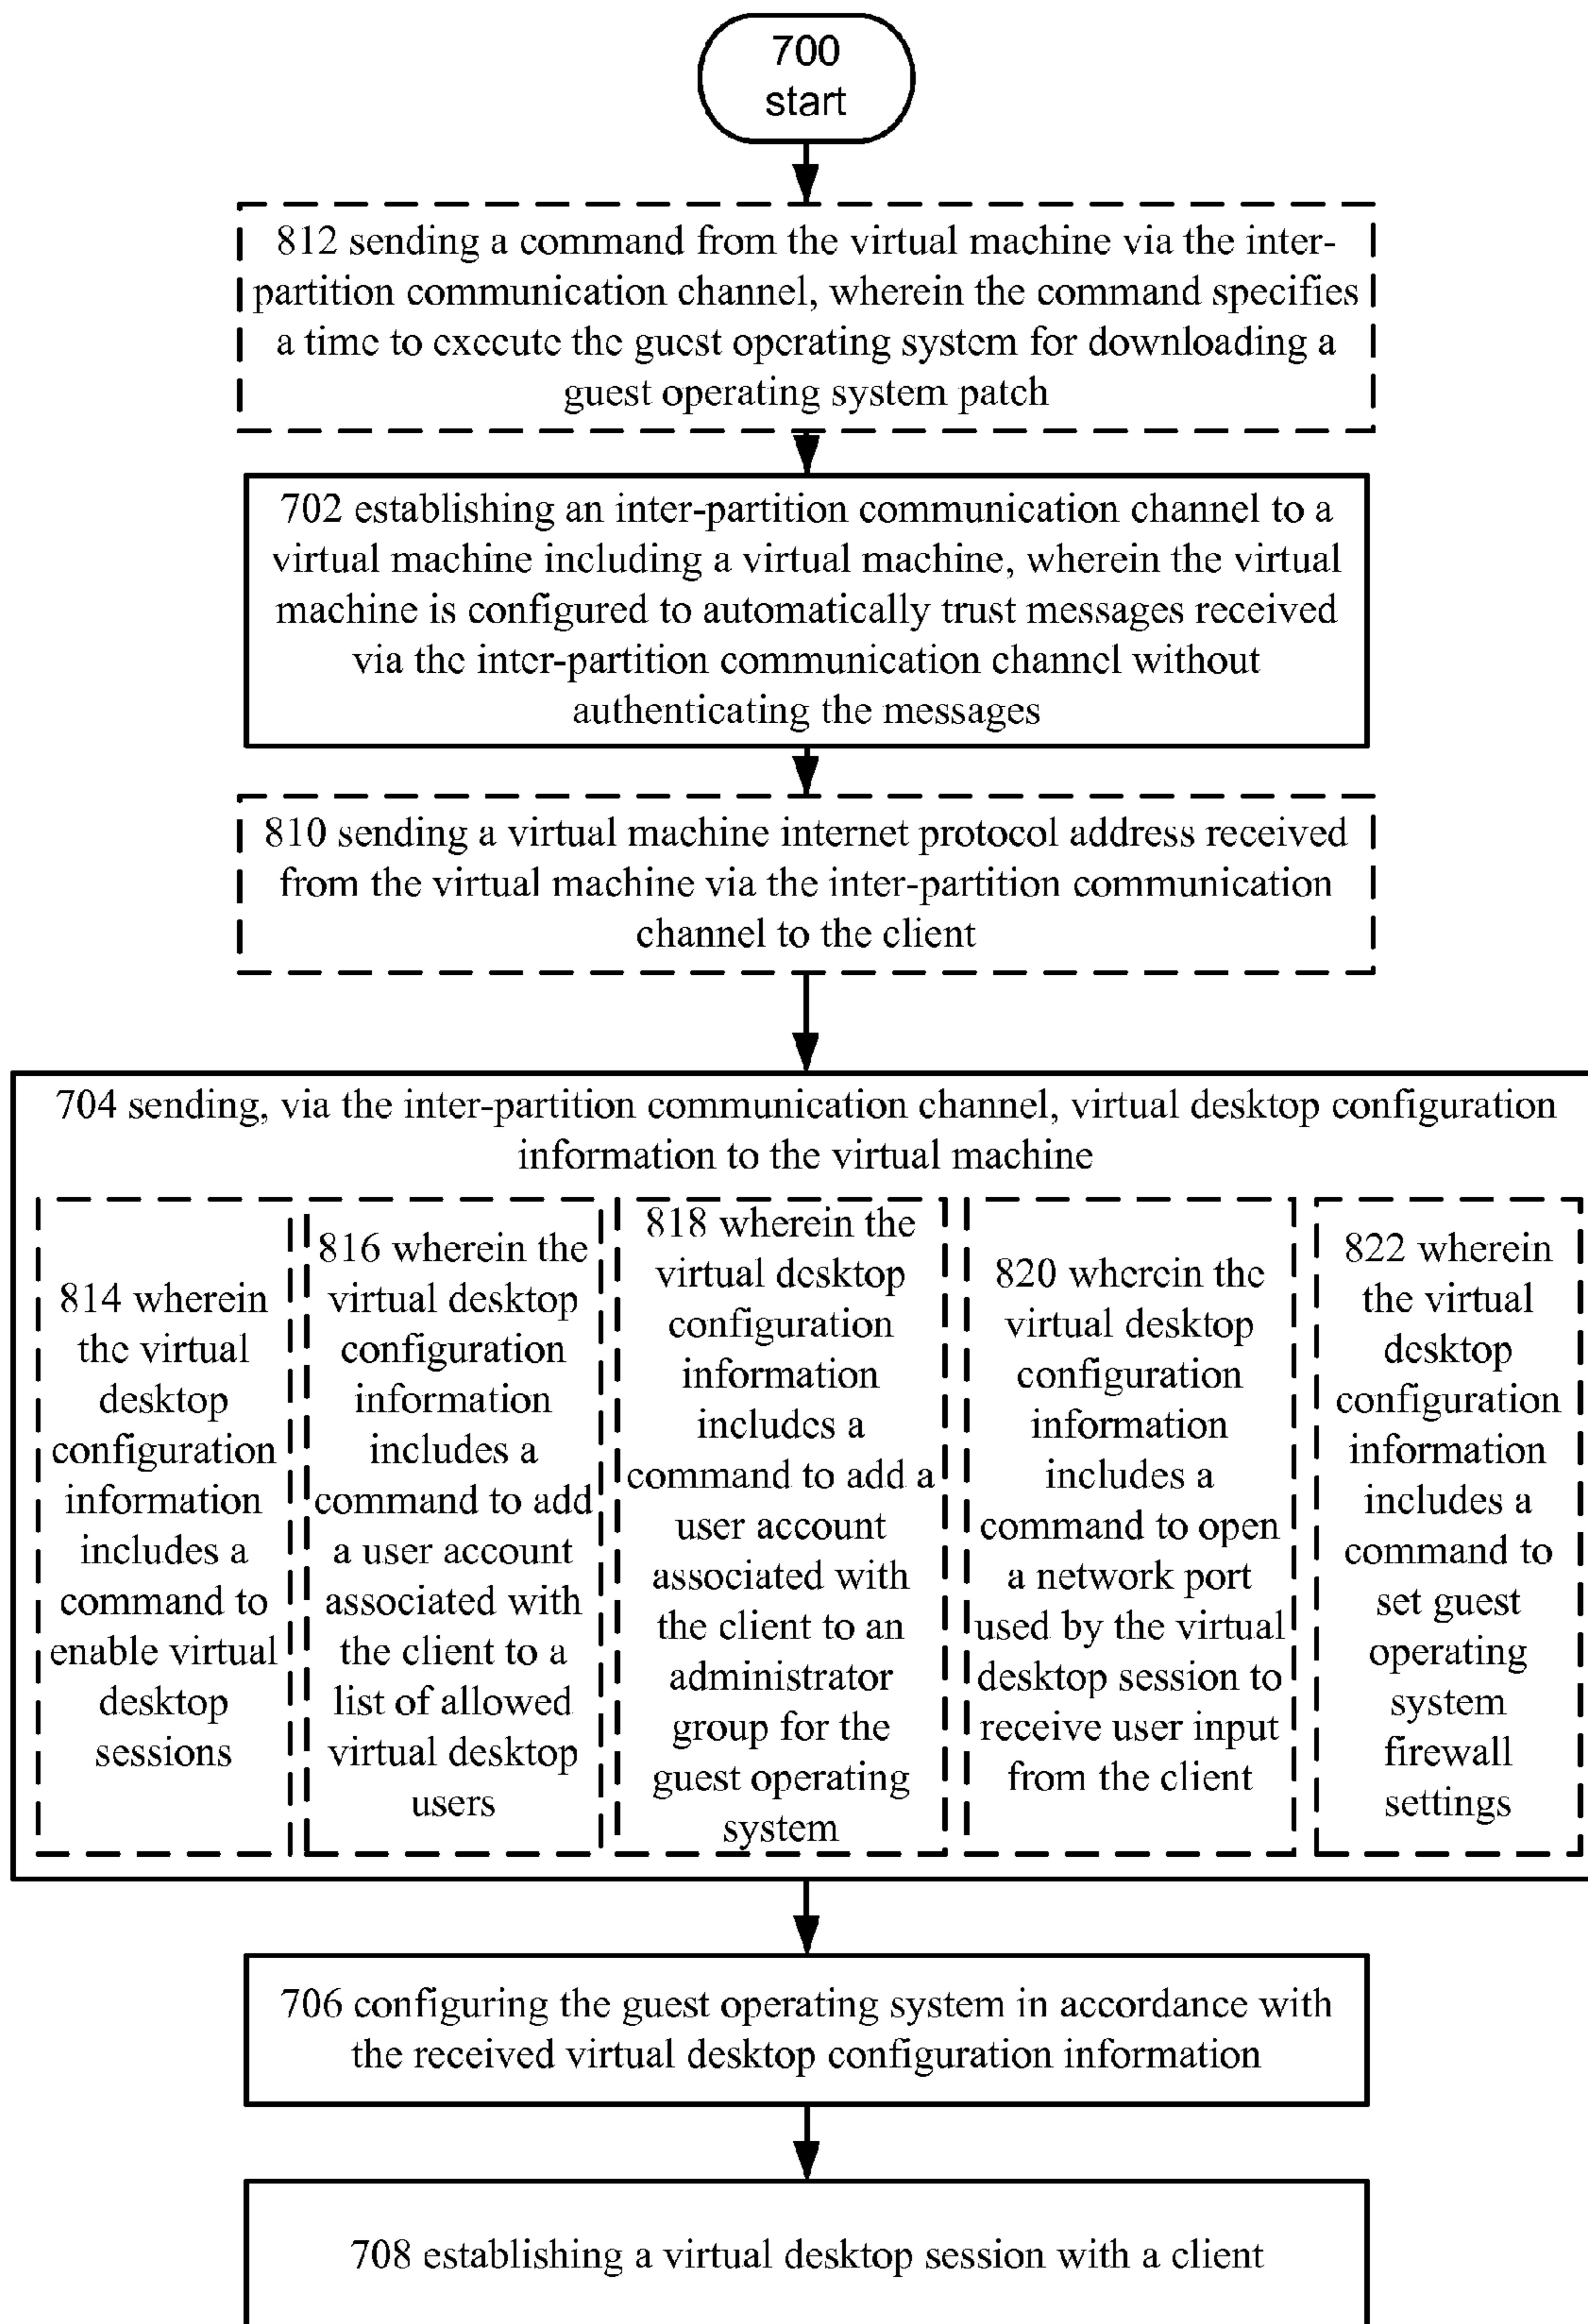 700
start
812 sending a command from the virtual machine via the inter-
partition communication channel, wherein the command specifies
a time to execute the guest operating system for downloading a
guest operating system patch
702 establishing an inter-partition communication channel to a
virtual machine including a virtual machine, wherein the virtual
machine is configured to automatically trust messages received
via the inter-partition communication channel without
authenticating the messages
810 sending a virtual machine internet protocol address received
from the virtual machine via the inter-partition communication
channel to the client
704 sending, via the inter-partition communication channel, virtual desktop configuration
information to the virtual machine
814 wherein
the virtual
desktop
configuration
information
includes a
command to
enable virtual
desktop
sessions
816 wherein the
virtual desktop
configuration
information
includes a
command to add
a user account
associated with
the client to a
list of allowed
virtual desktop
users
818 wherein the
virtual desktop
configuration
information
includes a
command to add a
user account
associated with
the client to an
administrator
group for the
guest operating
system
820 wherein the
virtual desktop
configuration
information
includes a
command to open
a network port
used by the virtual
desktop session to
receive user input
from the client
822 wherein
the virtual
desktop
configuration
information
includes a
command to
set guest
operating
system
firewall
settings
706 configuring the guest operating system in accordance with
the received virtual desktop configuration information
708 establishing a virtual desktop session with a client